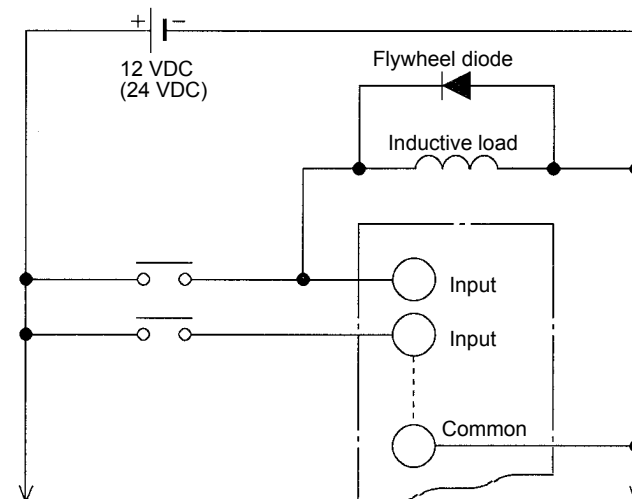 + −
12 VDC
(24 VDC)
Flywheel diode
Inductive load
Input
Input
Common